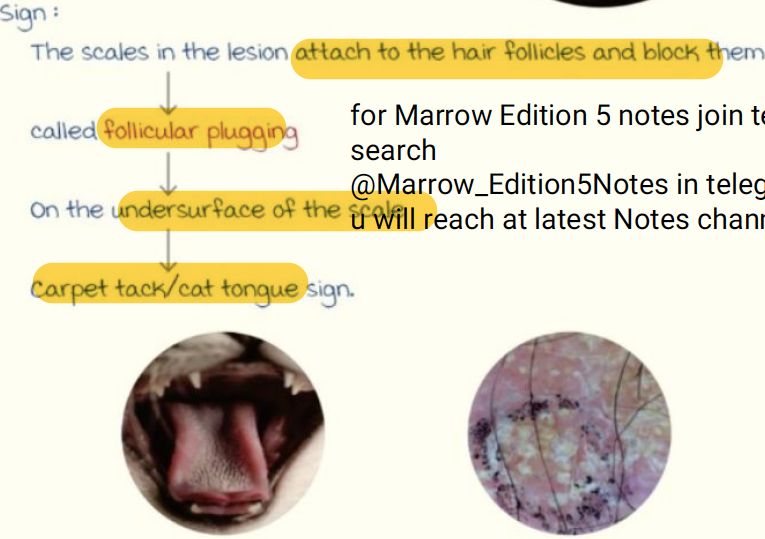 Sign :
The scales in the lesion attach to the hair follicles and block them
called follicular plugging
for Marrow Edition 5 notes join te
search
@Marrow_Edition5Notes in teleg
On the undersurface of the scale
u will reach at latest Notes chan
Carpet tack/cat tongue sign.